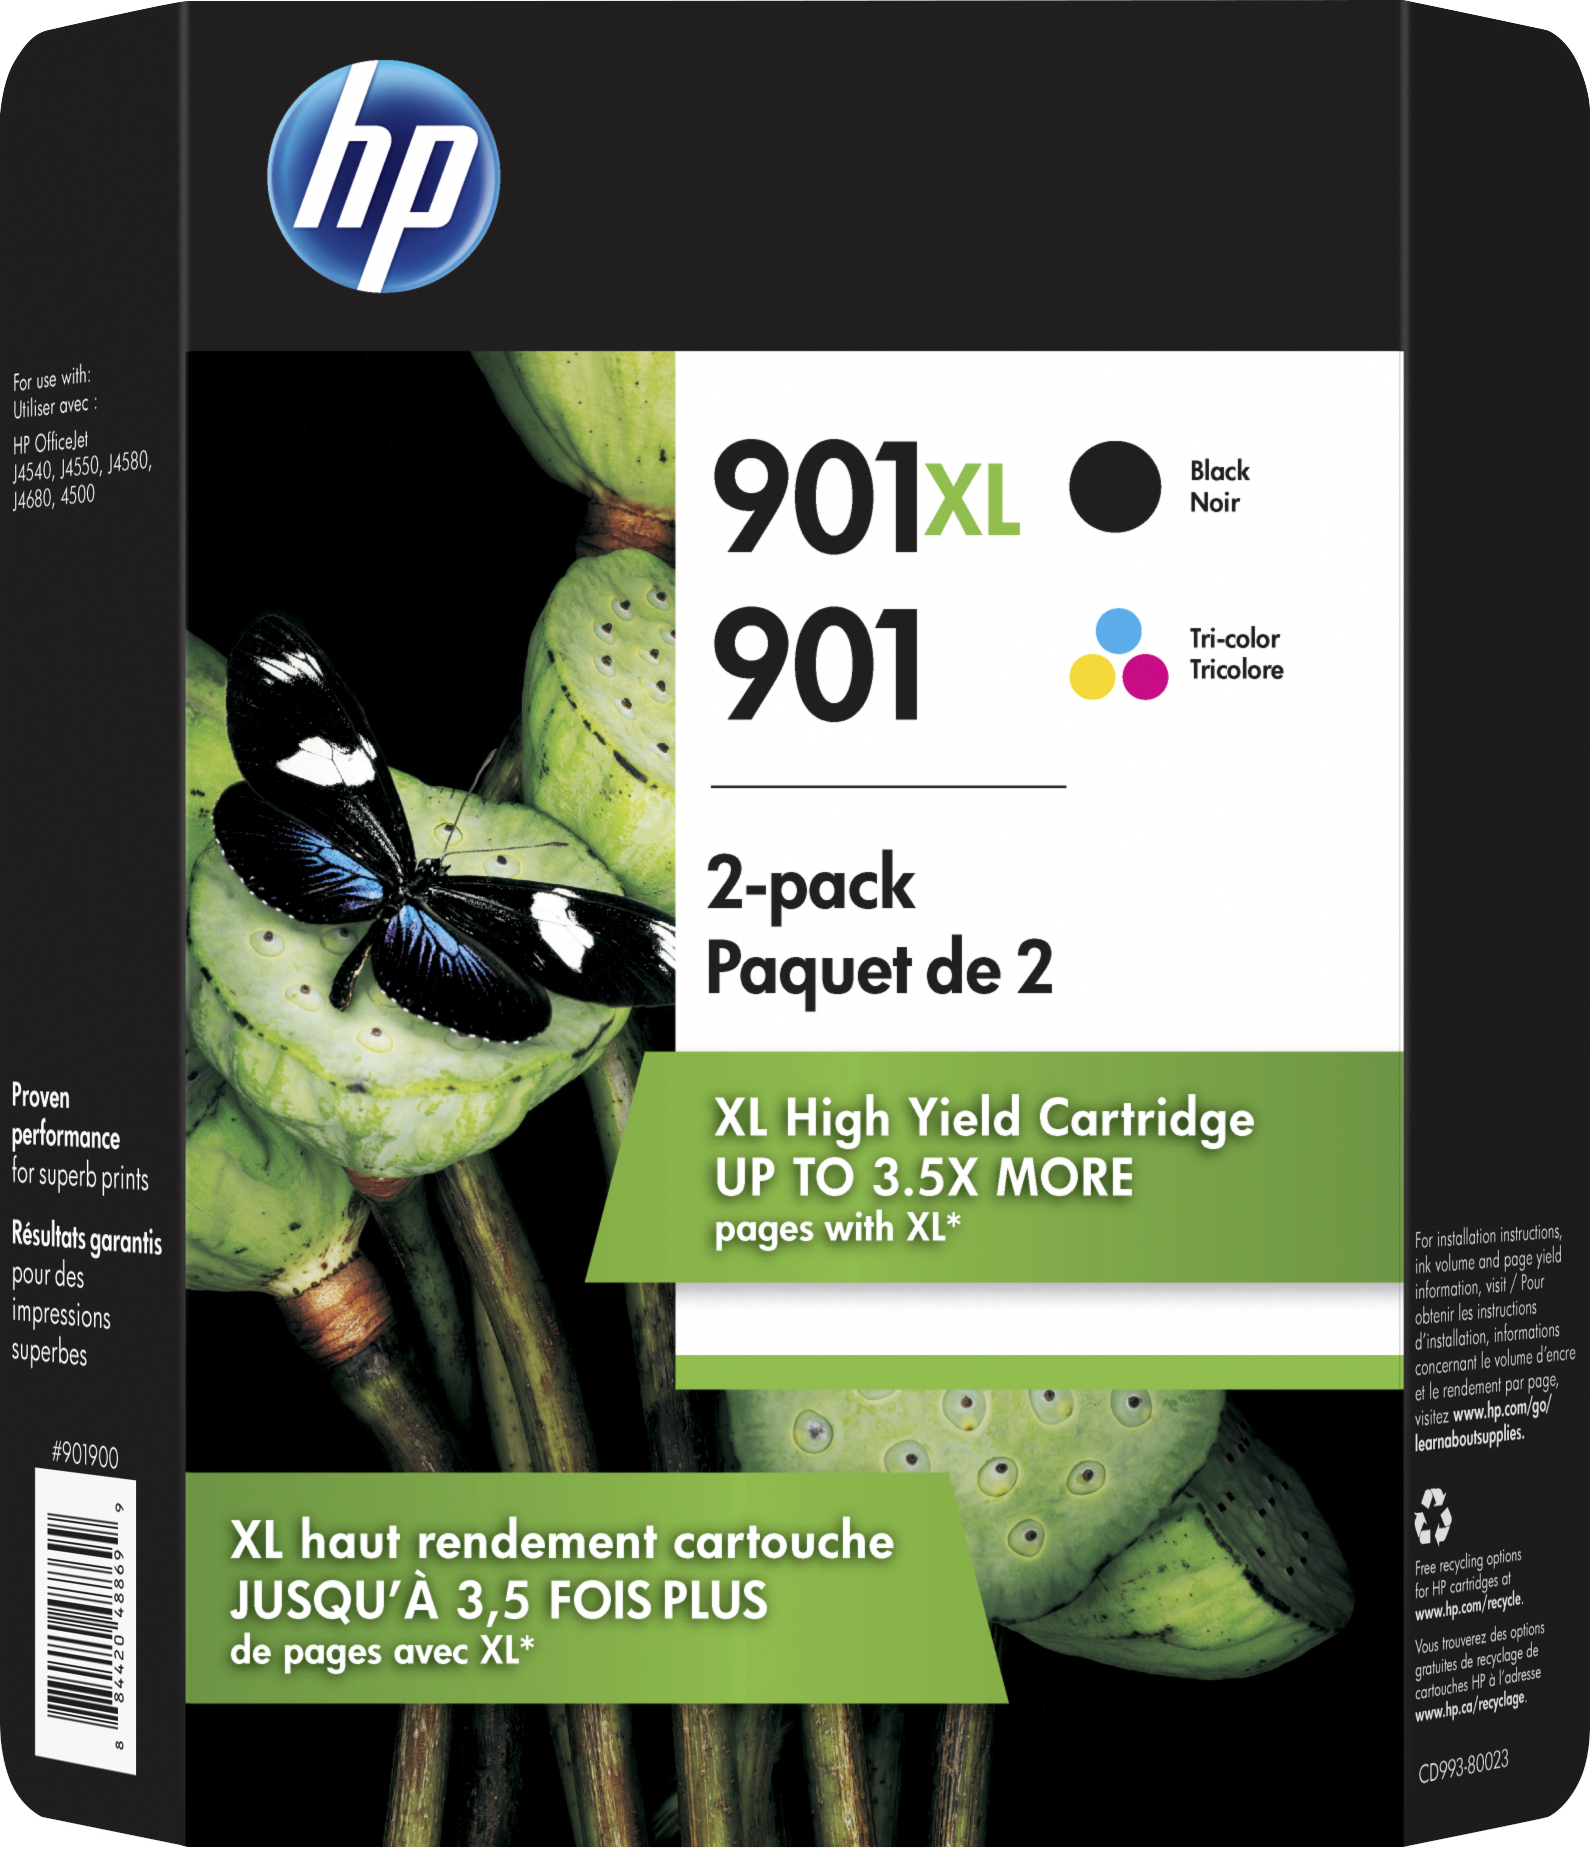 hp
For use with:
Utiliser avec :
HP OfficeJet
J4540, J4550, J4580,
J4680, 4500
901XL
Black
Noir
901
Tri-color
Tricolore
2-pack
Paquet de 2
XL High Yield Cartridge
UP TO 3.5X MORE
pages with XL*
Proven
performance
for superb prints
Résultats garantis
pour des
impressions
superbes
#901900
8 84420 48869 9
XL haut rendement cartouche
JUSQU'À 3,5 FOIS PLUS
de pages avec XL*
For installation instructions,
ink volume and page yield
information, visit / Pour
obtenir les instructions
d'installation, informations
concernant le volume d'encre
et le rendement par page,
visitez www.hp.com/go/
learnaboutsupplies.
Free recycling options
for HP cartridges at
www.hp.com/recycle.
Vous trouverez des options
gratuites de recyclage de
cartouches HP à l'adresse
www.hp.ca/recyclage.
CD993-80023